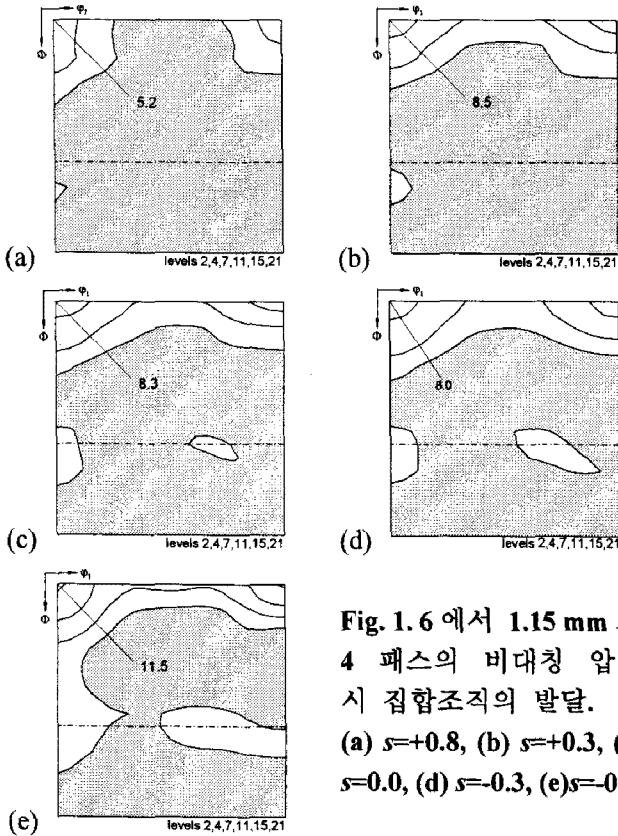 φ₁
Φ
5.2
(a)
levels 2,4,7,11,15,21
φ₁
Φ
8.5
(b)
levels 2,4,7,11,15,21
φ₁
Φ
8.3
(c)
levels 2,4,7,11,15,21
φ₁
Φ
8.0
(d)
levels 2,4,7,11,15,21
φ₁
Φ
11.5
(e)
levels 2,4,7,11,15,21
Fig. 1.6 에서 1.15 mm
4 패스의 비대칭 압
시 집합조직의 발달.
(a) s=+0.8, (b) s=+0.3, (
s=0.0, (d) s=-0.3, (e)s=-0